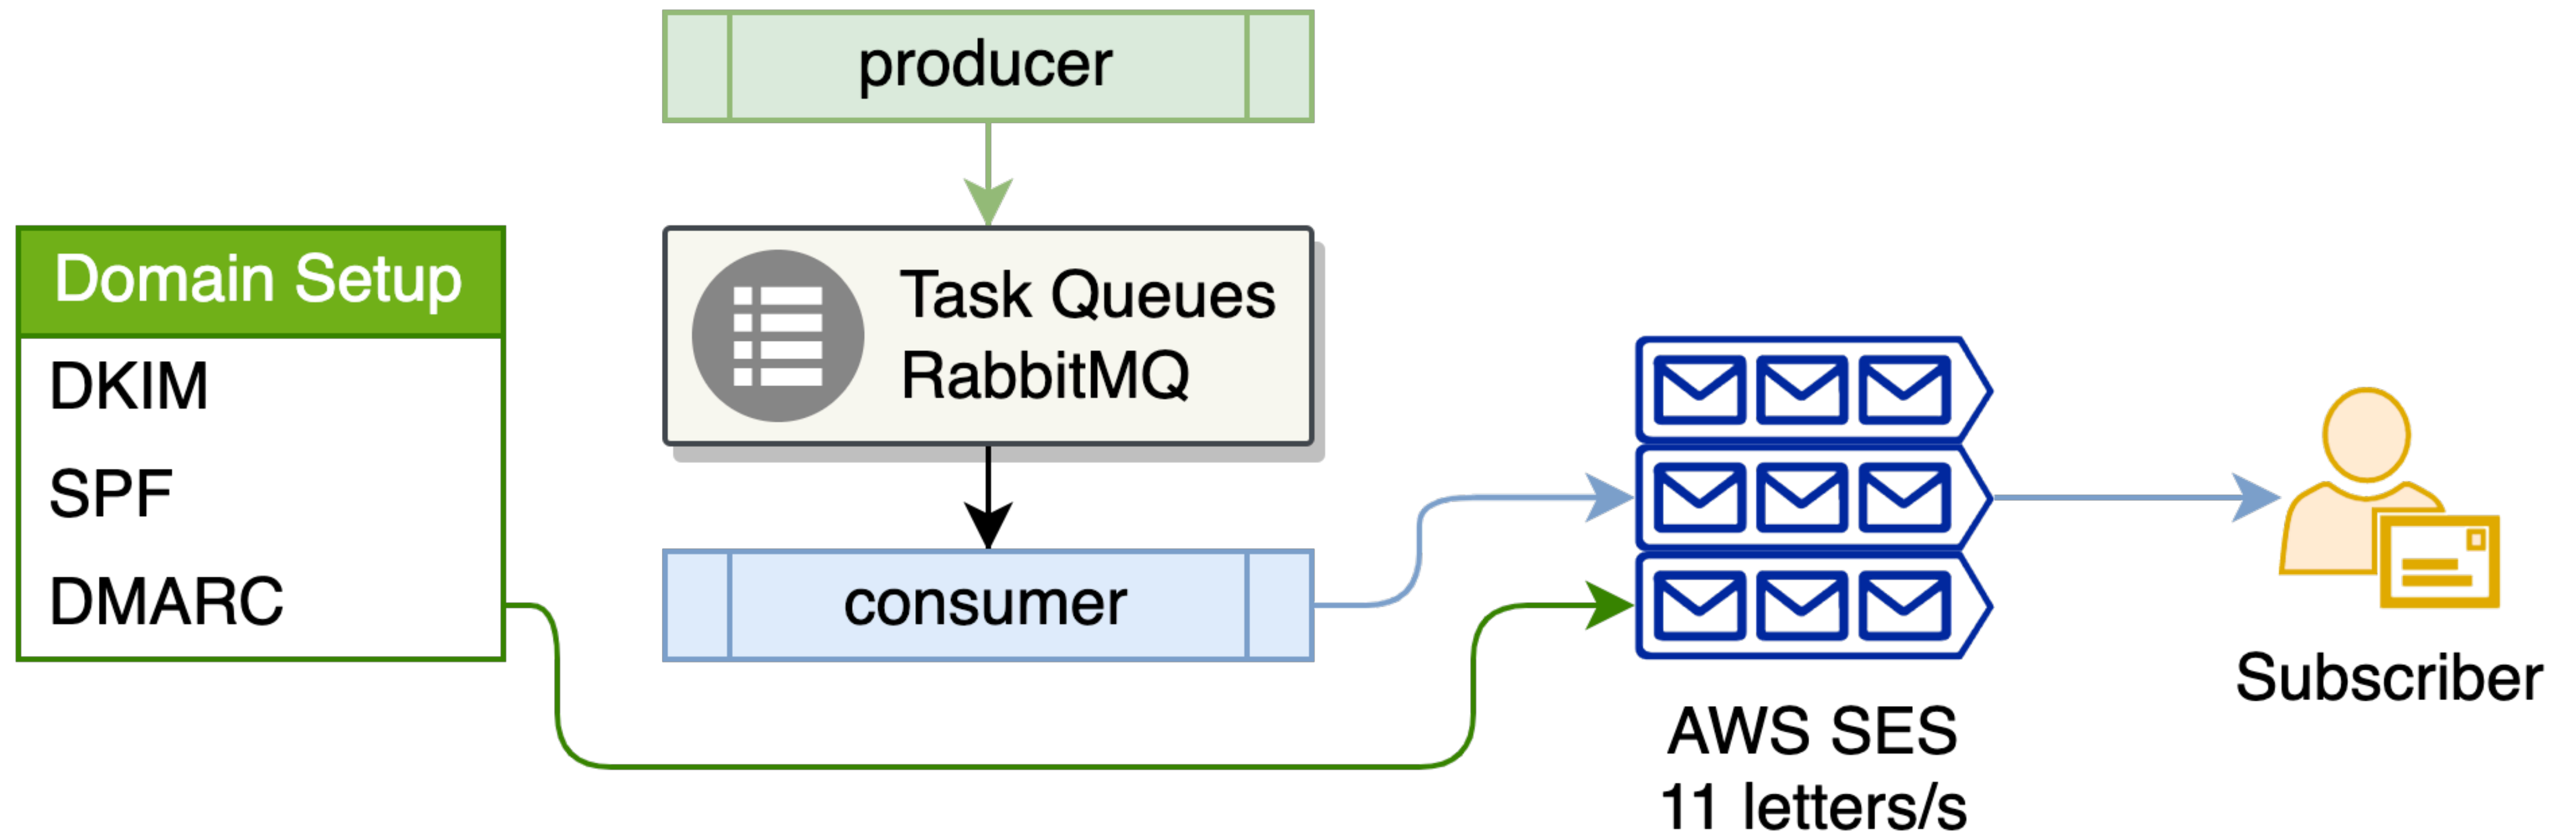 producer
Domain Setup
DKIM
SPF
DMARC
Task Queues
RabbitMQ
consumer
AWS SES
11 letters/s
Subscriber